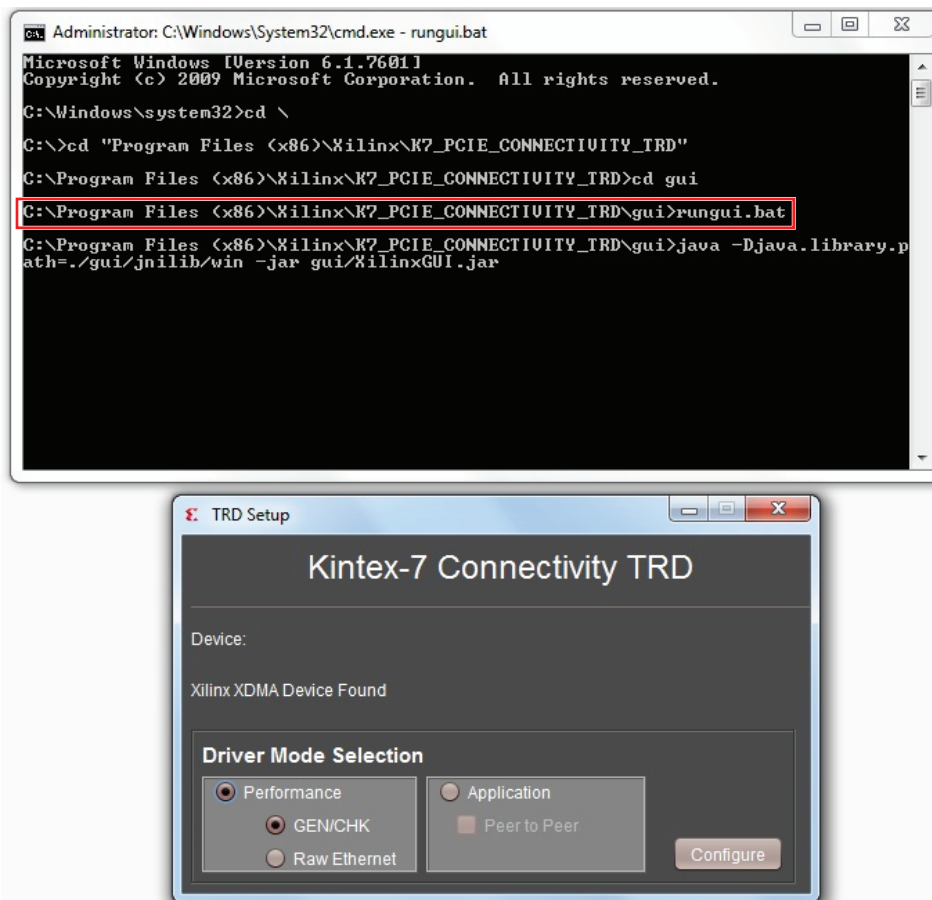 Administrator: C:\Windows\System32\cmd.exe - rungui.bat
Microsoft Windows [Version 6.1.7601]
Copyright (c) 2009 Microsoft Corporation.  All rights reserved.
C:\Windows\system32>cd \
C:\>cd "Program Files (x86)\Xilinx\K7_PCIE_CONNECTIVITY_TRD"
C:\Program Files (x86)\Xilinx\K7_PCIE_CONNECTIVITY_TRD>cd gui
C:\Program Files (x86)\Xilinx\K7_PCIE_CONNECTIVITY_TRD\gui>rungui.bat
C:\Program Files (x86)\Xilinx\K7_PCIE_CONNECTIVITY_TRD\gui>java -Djava.library.p
ath=./gui/jnilib/win -jar gui/XilinxGUI.jar
TRD Setup
Kintex-7 Connectivity TRD
Device:
Xilinx XDMA Device Found
Driver Mode Selection
Performance
GEN/CHK
Raw Ethernet
Application
Peer to Peer
Configure